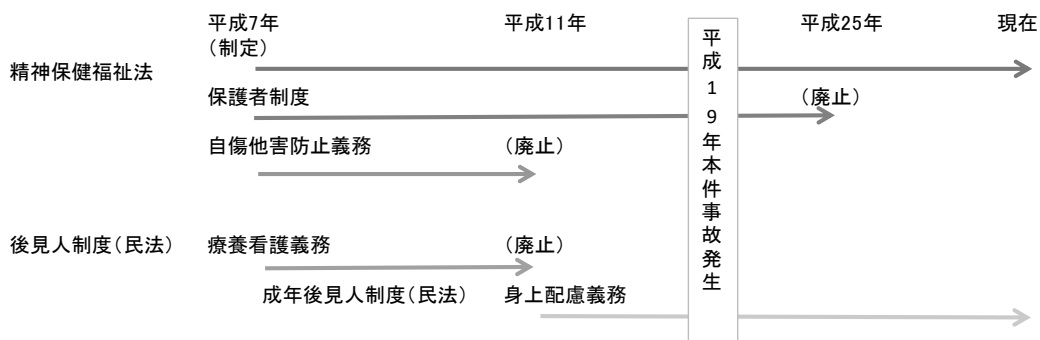 平成7年 平成11年 平成25年 現在
(制定)
精神保健福祉法
保護者制度 (廃止)
自傷他害防止義務 (廃止)
平成19年本件事故発生
後見人制度(民法) 療養看護義務 (廃止)
成年後見人制度(民法) 身上配慮義務